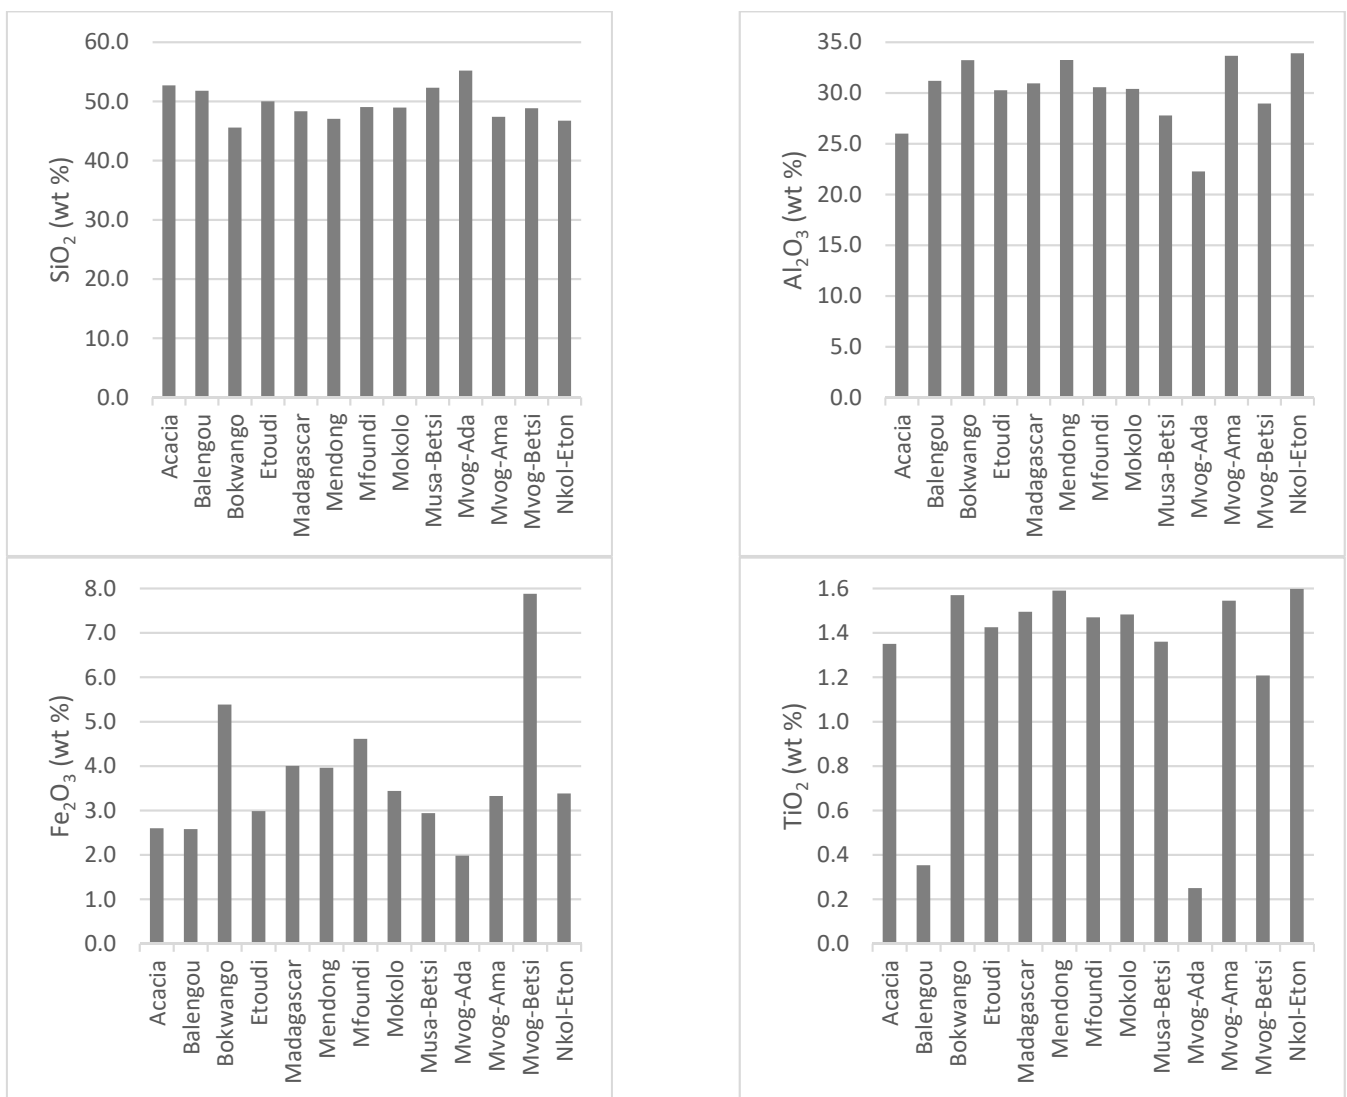 60.0
50.0
40.0
30.0
20.0
10.0
0.0
SiO₂ (wt %)
Acacia
Balengou
Bokwango
Etoudi
Madagascar
Mendong
Mfoundi
Mokolo
Musa-Betsi
Mvog-Ada
Mvog-Ama
Mvog-Betsi
Nkol-Eton
35.0
30.0
25.0
20.0
15.0
10.0
5.0
0.0
Al₂O₃ (wt %)
Acacia
Balengou
Bokwango
Etoudi
Madagascar
Mendong
Mfoundi
Mokolo
Musa-Betsi
Mvog-Ada
Mvog-Ama
Mvog-Betsi
Nkol-Eton
8.0
7.0
6.0
5.0
4.0
3.0
2.0
1.0
0.0
Fe₂O₃ (wt %)
Acacia
Balengou
Bokwango
Etoudi
Madagascar
Mendong
Mfoundi
Mokolo
Musa-Betsi
Mvog-Ada
Mvog-Ama
Mvog-Betsi
Nkol-Eton
1.6
1.4
1.2
1.0
0.8
0.6
0.4
0.2
0.0
TiO₂ (wt %)
Acacia
Balengou
Bokwango
Etoudi
Madagascar
Mendong
Mfoundi
Mokolo
Musa-Betsi
Mvog-Ada
Mvog-Ama
Mvog-Betsi
Nkol-Eton